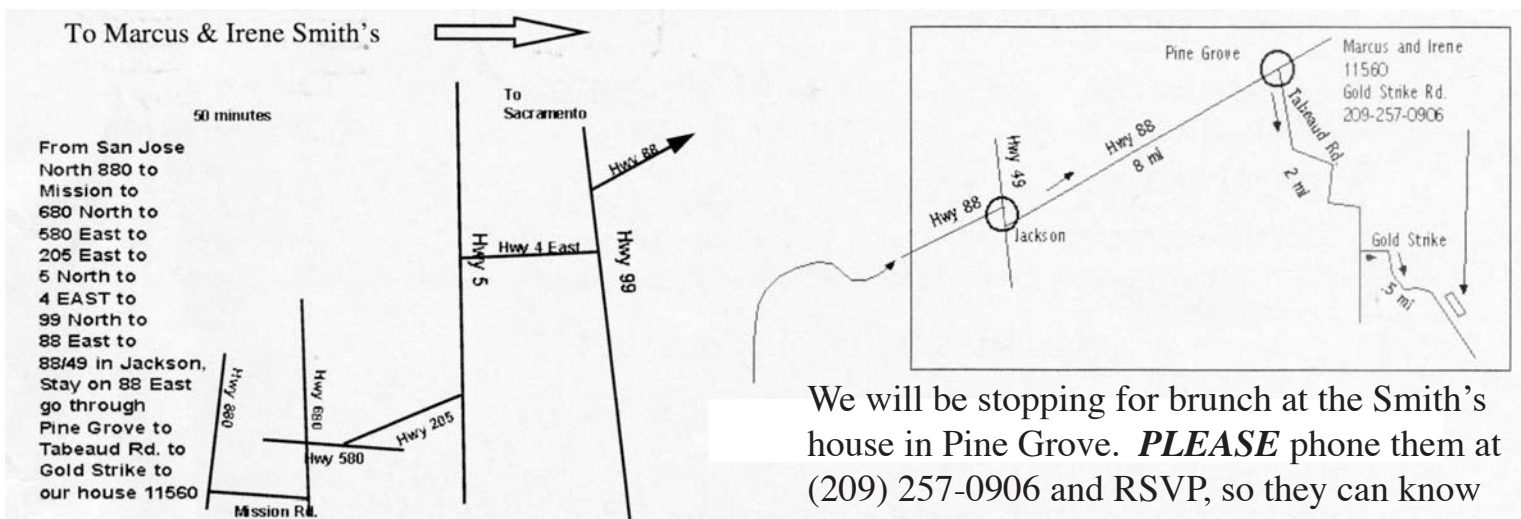 To Marcus & Irene Smith's
50 minutes
From San Jose
North 880 to
Mission to
680 North to
580 East to
205 East to
5 North to
4 EAST to
99 North to
88 East to
88/49 in Jackson,
Stay on 88 East
go through
Pine Grove to
Tabeaud Rd. to
Gold Strike to
our house 11560
Hwy 880
Hwy 680
Hwy 580
Mission Rd.
Hwy 205
Hwy 5
Hwy 4 East
Hwy 99
To
Sacramento
Hwy 88
Hwy 88
Hwy 49
Jackson
Hwy 88
8 mi
Pine Grove
Tabeaud Rd.
2 mi
Gold Strike
.5 mi
Marcus and Irene
11560
Gold Strike Rd.
209-257-0906
We will be stopping for brunch at the Smith's
house in Pine Grove. PLEASE phone them at
(209) 257-0906 and RSVP, so they can know